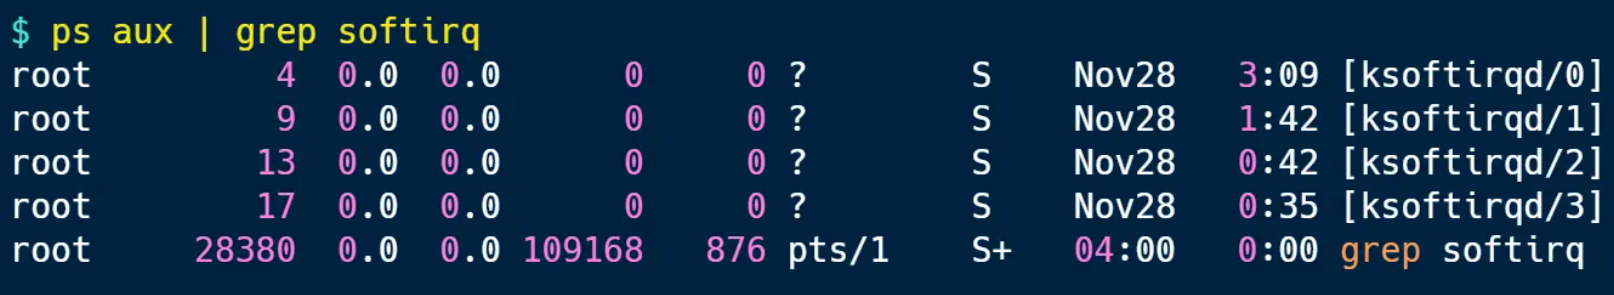 $ ps aux | grep softirq
root         4  0.0  0.0      0     0 ?        S    Nov28   3:09 [ksoftirqd/0]
root         9  0.0  0.0      0     0 ?        S    Nov28   1:42 [ksoftirqd/1]
root        13  0.0  0.0      0     0 ?        S    Nov28   0:42 [ksoftirqd/2]
root        17  0.0  0.0      0     0 ?        S    Nov28   0:35 [ksoftirqd/3]
root     28380  0.0  0.0 109168   876 pts/1    S+   04:00   0:00 grep softirq